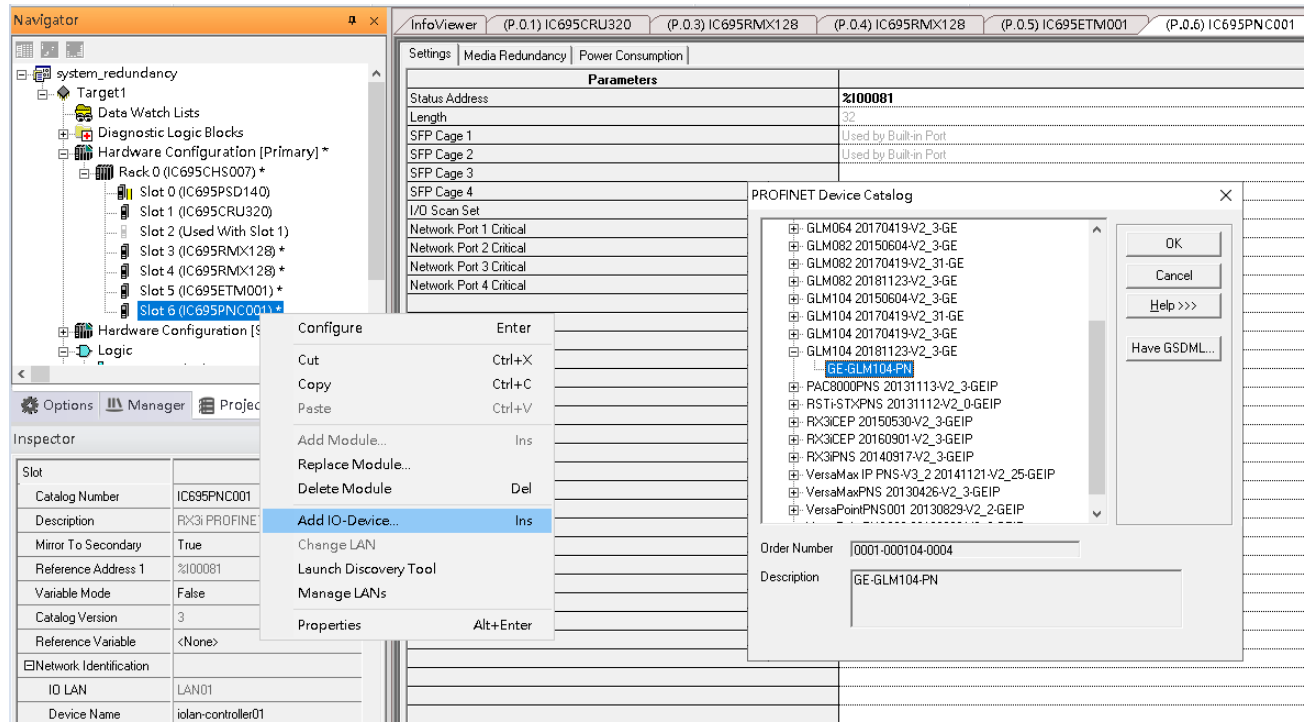 Navigator
InfoViewer
(P.0.1) IC695CRU320
(P.0.3) IC695RMX128
(P.0.4) IC695RMX128
(P.0.5) IC695ETM001
(P.0.6) IC695PNC001
system_redundancy
Target1
Data Watch Lists
Diagnostic Logic Blocks
Hardware Configuration [Primary] *
Rack 0 (IC695CHS007) *
Slot 0 (IC695PSD140)
Slot 1 (IC695CRU320)
Slot 2 (Used With Slot 1)
Slot 3 (IC695RMX128) *
Slot 4 (IC695RMX128) *
Slot 5 (IC695ETM001) *
Slot 6 (IC695PNC001) *
Hardware Configuration [S
Logic
Options
Manager
Projec
Configure Enter
Cut Ctrl+X
Copy Ctrl+C
Paste Ctrl+V
Add Module... Ins
Replace Module...
Delete Module Del
Add IO-Device... Ins
Change LAN
Launch Discovery Tool
Manage LANs
Properties Alt+Enter
Inspector
Slot
Catalog Number IC695PNC001
Description RX3i PROFINE
Mirror To Secondary True
Reference Address 1 %I00081
Variable Mode False
Catalog Version 3
Reference Variable <None>
Network Identification
IO LAN LAN01
Device Name iolan-controller01
Settings
Media Redundancy
Power Consumption
Parameters
Status Address %I00081
Length 32
SFP Cage 1 Used by Built-in Port
SFP Cage 2 Used by Built-in Port
SFP Cage 3
SFP Cage 4
I/O Scan Set
Network Port 1 Critical
Network Port 2 Critical
Network Port 3 Critical
Network Port 4 Critical
PROFINET Device Catalog
GLM064 20170419-V2_3-GE
GLM082 20150604-V2_3-GE
GLM082 20170419-V2_31-GE
GLM082 20181123-V2_3-GE
GLM104 20150604-V2_3-GE
GLM104 20170419-V2_31-GE
GLM104 20170419-V2_3-GE
GLM104 20181123-V2_3-GE
GE-GLM104-PN
PAC8000PNS 20131113-V2_3-GEIP
RSTi-STXPNS 20131112-V2_0-GEIP
RX3iCEP 20150530-V2_3-GEIP
RX3iCEP 20160901-V2_3-GEIP
RX3iPNS 20140917-V2_3-GEIP
VersaMax IP PNS-V3_2 20141121-V2_25-GEIP
VersaMaxPNS 20130426-V2_3-GEIP
VersaPointPNS001 20130829-V2_2-GEIP
OK
Cancel
Help >>>
Have GSDML...
Order Number 0001-000104-0004
Description GE-GLM104-PN